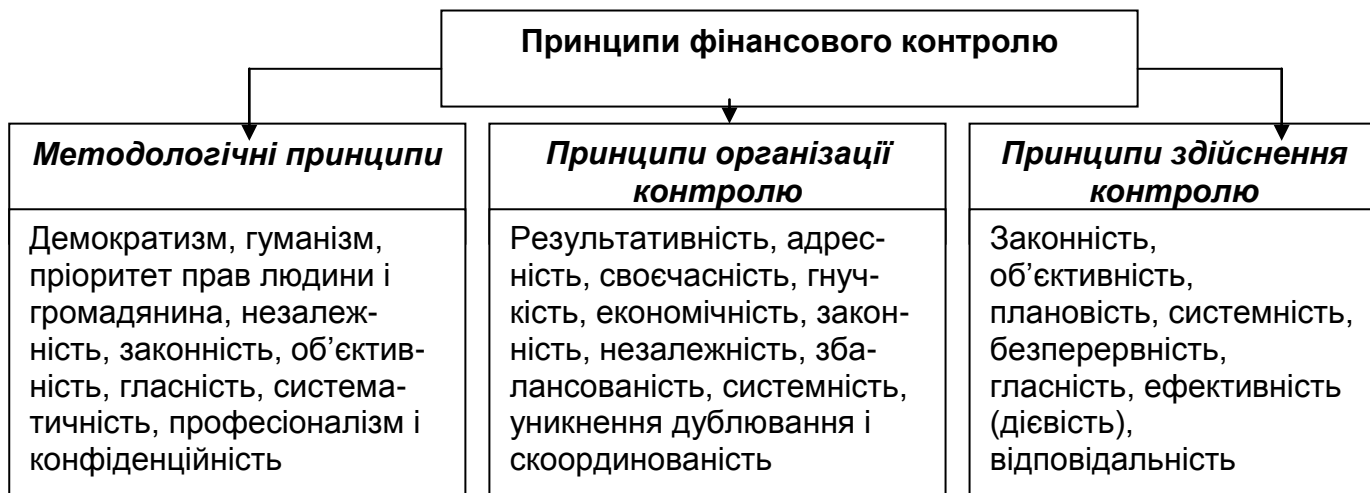 Принципи фінансового контролю
Методологічні принципи
Демократизм, гуманізм,
пріоритет прав людини і
громадянина, незалеж-
ність, законність, об’єктив-
ність, гласність, система-
тичність, професіоналізм і
конфіденційність
Принципи організації
контролю
Результативність, адрес-
ність, своєчасність, гнуч-
кість, економічність, закон-
ність, незалежність, зба-
лансованість, системність,
уникнення дублювання і
скоординованість
Принципи здійснення
контролю
Законність,
об’єктивність,
плановість, системність,
безперервність,
гласність, ефективність
(дієвість),
відповідальність